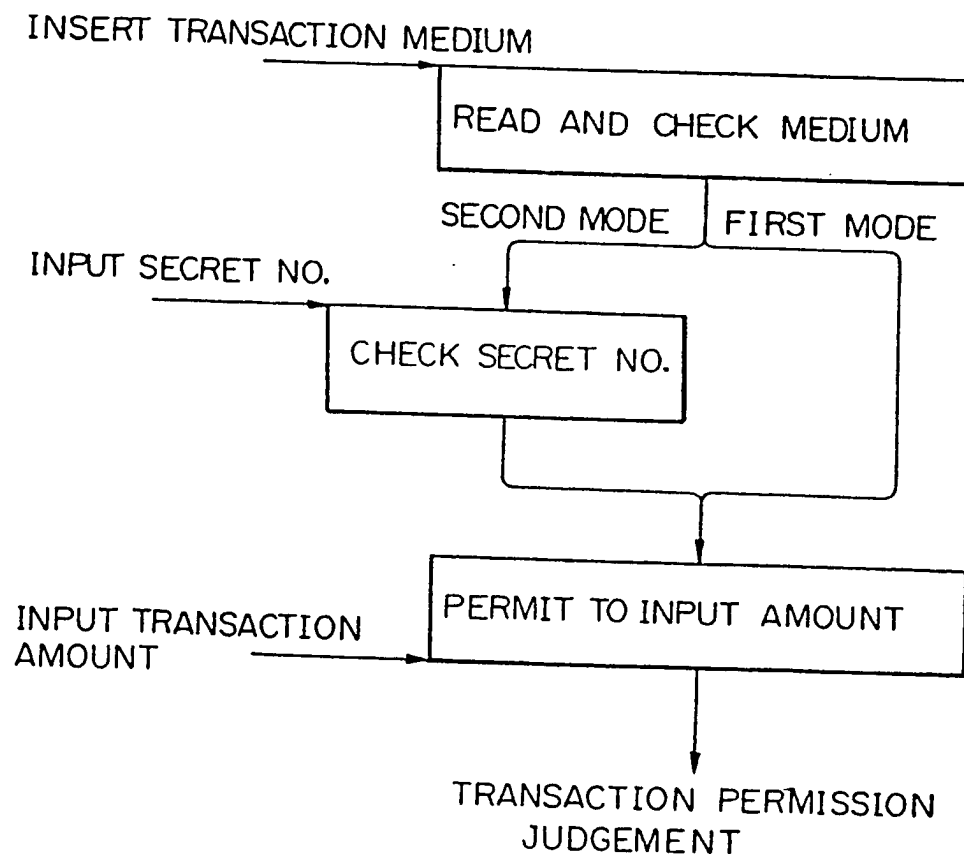 INSERT TRANSACTION MEDIUM
READ AND CHECK MEDIUM
SECOND MODE
FIRST MODE
INPUT SECRET NO.
CHECK SECRET NO.
PERMIT TO INPUT AMOUNT
INPUT TRANSACTION
AMOUNT
TRANSACTION PERMISSION
JUDGEMENT